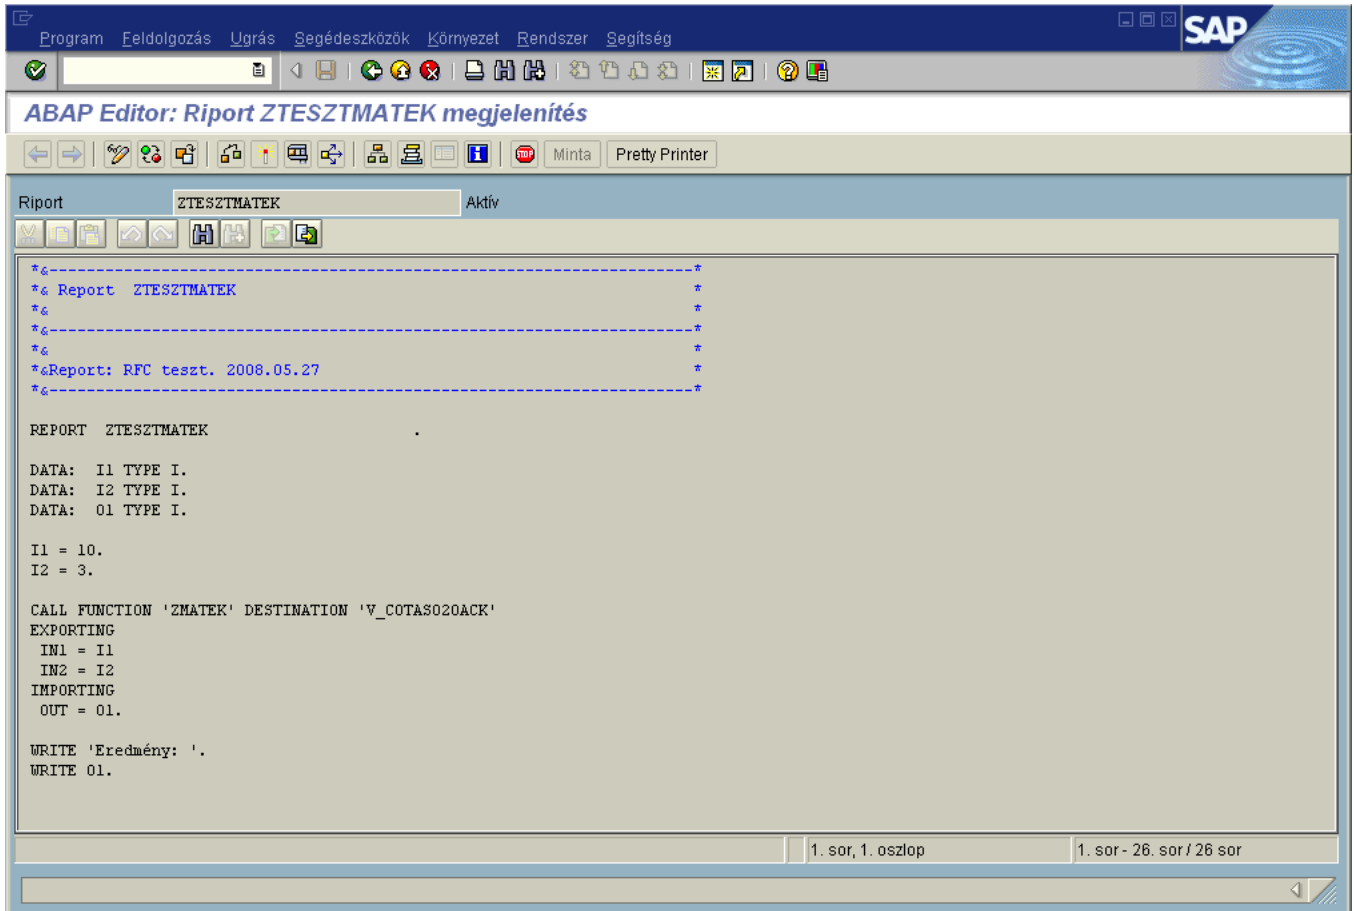 Program Feldolgozás Ugrás Segédeszközök Környezet Rendszer Segítség
SAP
ABAP Editor: Riport ZTESZTMATEK megjelenítés
STOP Minta Pretty Printer
Riport ZTESZTMATEK Aktív
*&---------------------------------------------------------------------*
*& Report  ZTESZTMATEK                                                 *
*&                                                                     *
*&---------------------------------------------------------------------*
*&                                                                     *
*&Report: RFC teszt. 2008.05.27                                        *
*&---------------------------------------------------------------------*
REPORT  ZTESZTMATEK                      .
DATA:  I1 TYPE I.
DATA:  I2 TYPE I.
DATA:  O1 TYPE I.
I1 = 10.
I2 = 3.
CALL FUNCTION 'ZMATEK' DESTINATION 'V_COTAS020ACK'
EXPORTING
 IN1 = I1
 IN2 = I2
IMPORTING
 OUT = O1.
WRITE 'Eredmény: '.
WRITE O1.
1. sor, 1. oszlop 1. sor - 26. sor / 26 sor